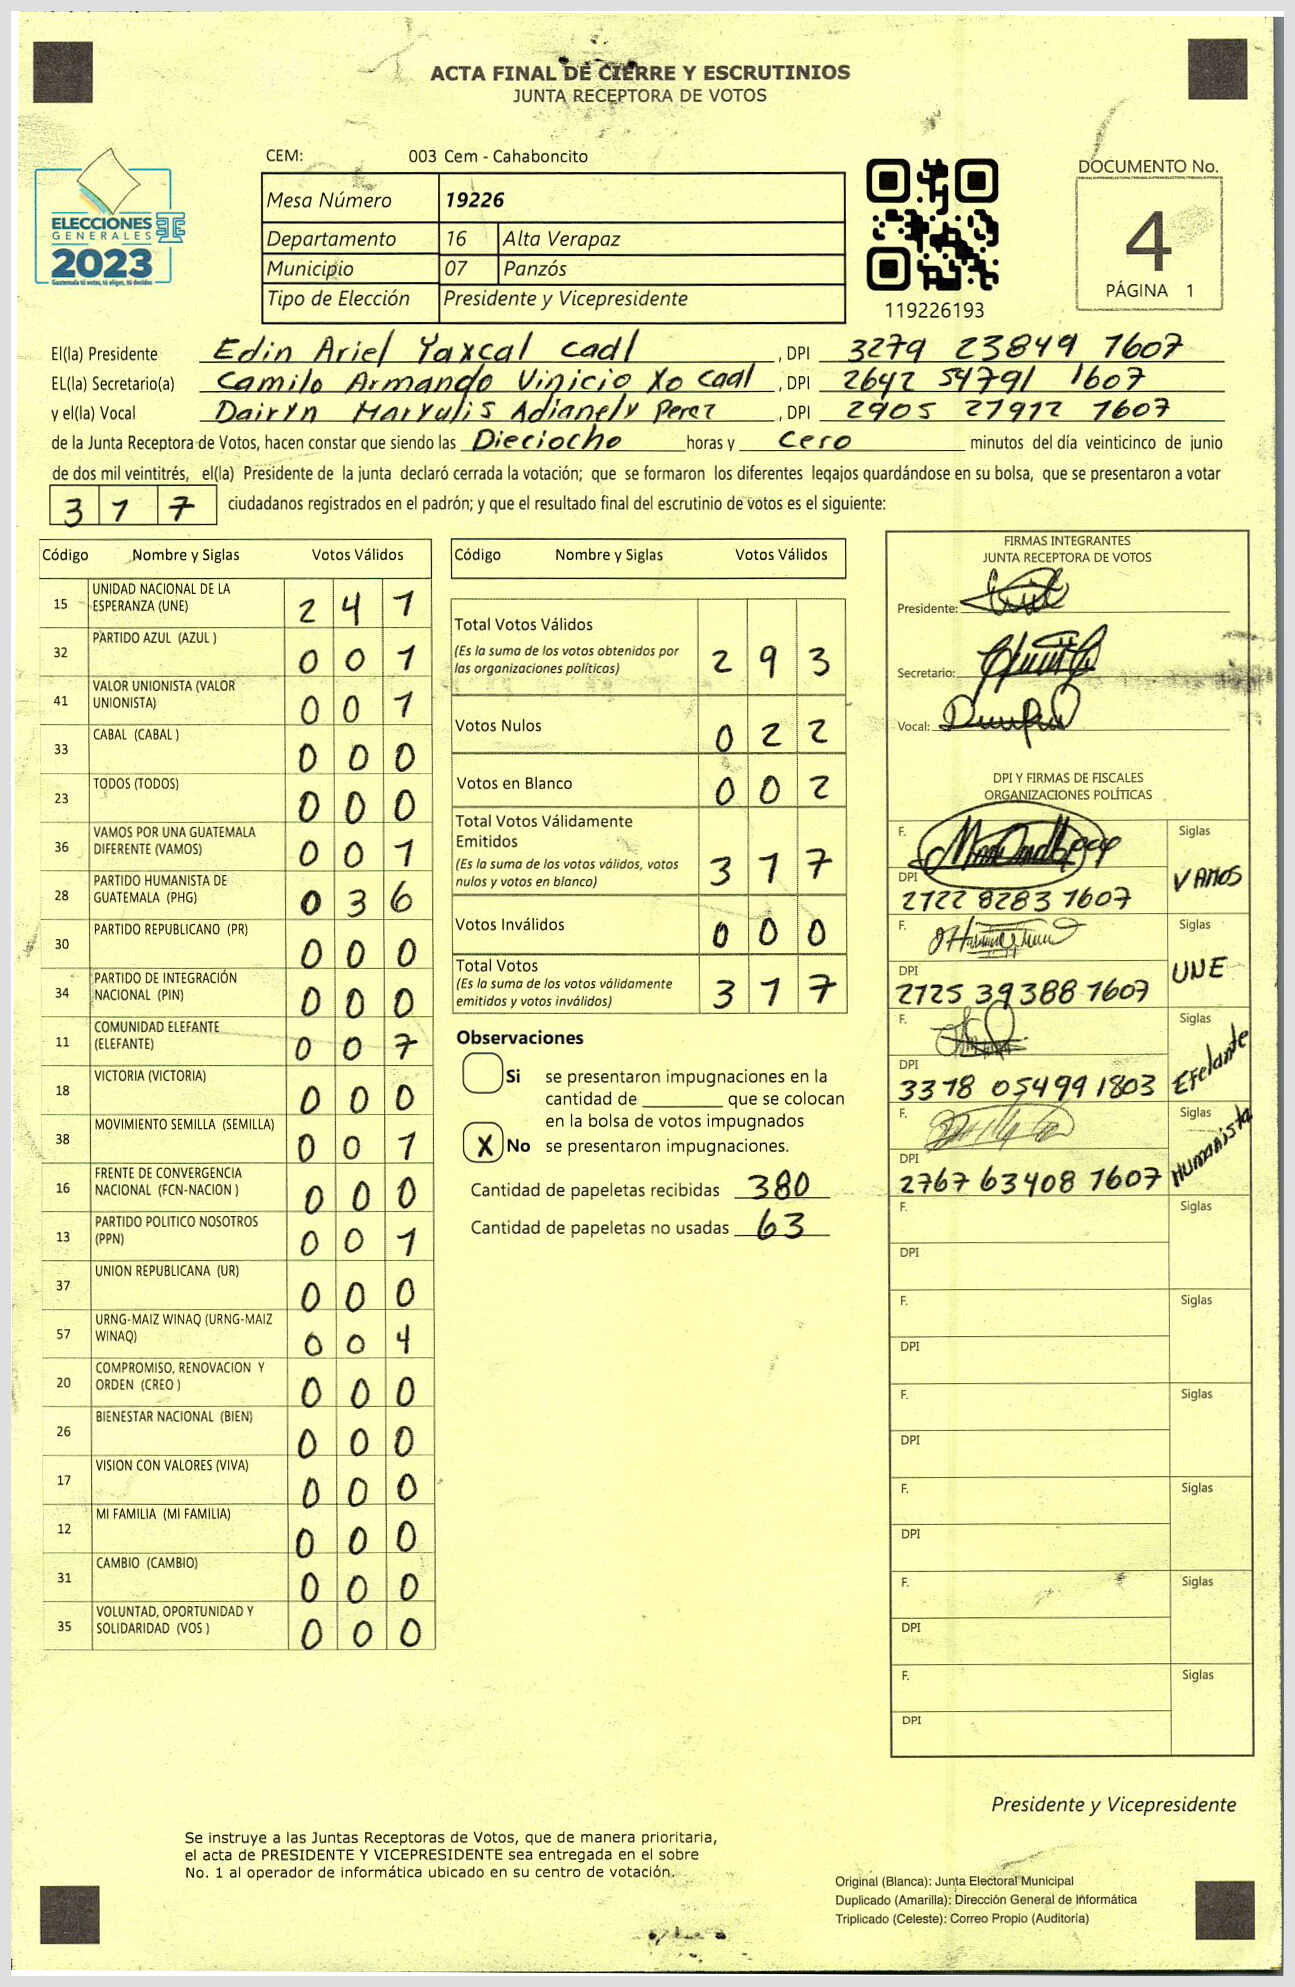 ACTA FINAL DE CIERRE Y ESCRUTINIOS
JUNTA RECEPTORA DE VOTOS
CEM: 003 Cem - Cahaboncito
ELECCIONES
GENERALES
2023
Guatemala tú votas, tú eliges, tú decides
Mesa Número 19226
Departamento 16 Alta Verapaz
Municipio 07 Panzós
Tipo de Elección Presidente y Vicepresidente
119226193
DOCUMENTO No.
4
PÁGINA 1
El(la) Presidente Edin Ariel Yaxcal Caal, DPI 3279 23849 1607
EL(la) Secretario(a) Camilo Armando Vinicio Xo Caal, DPI 2642 54791 1607
y el(la) Vocal Dairyn Maryulis Adianely Perez, DPI 2905 27912 1607
de la Junta Receptora de Votos, hacen constar que siendo las Dieciocho horas y Cero minutos del día veinticinco de junio
de dos mil veintitrés, el(la) Presidente de la junta declaró cerrada la votación; que se formaron los diferentes legajos quardándose en su bolsa, que se presentaron a votar
317 ciudadanos registrados en el padrón; y que el resultado final del escrutinio de votos es el siguiente:
Código Nombre y Siglas Votos Válidos
15 UNIDAD NACIONAL DE LA
ESPERANZA (UNE) 2 4 1
32 PARTIDO AZUL (AZUL ) 0 0 1
41 VALOR UNIONISTA (VALOR
UNIONISTA) 0 0 1
33 CABAL (CABAL ) 0 0 0
23 TODOS (TODOS) 0 0 0
36 VAMOS POR UNA GUATEMALA
DIFERENTE (VAMOS) 0 0 1
28 PARTIDO HUMANISTA DE
GUATEMALA (PHG) 0 3 6
30 PARTIDO REPUBLICANO (PR) 0 0 0
34 PARTIDO DE INTEGRACIÓN
NACIONAL (PIN) 0 0 0
11 COMUNIDAD ELEFANTE
(ELEFANTE) 0 0 7
18 VICTORIA (VICTORIA) 0 0 0
38 MOVIMIENTO SEMILLA (SEMILLA) 0 0 1
16 FRENTE DE CONVERGENCIA
NACIONAL (FCN-NACION ) 0 0 0
13 PARTIDO POLITICO NOSOTROS
(PPN) 0 0 1
37 UNION REPUBLICANA (UR) 0 0 0
57 URNG-MAIZ WINAQ (URNG-MAIZ
WINAQ) 0 0 4
20 COMPROMISO, RENOVACION Y
ORDEN (CREO ) 0 0 0
26 BIENESTAR NACIONAL (BIEN) 0 0 0
17 VISION CON VALORES (VIVA) 0 0 0
12 MI FAMILIA (MI FAMILIA) 0 0 0
31 CAMBIO (CAMBIO) 0 0 0
35 VOLUNTAD, OPORTUNIDAD Y
SOLIDARIDAD (VOS ) 0 0 0
Código Nombre y Siglas Votos Válidos
Total Votos Válidos
(Es la suma de los votos obtenidos por
las organizaciones políticas) 2 9 3
Votos Nulos 0 2 2
Votos en Blanco 0 0 2
Total Votos Válidamente
Emitidos
(Es la suma de los votos válidos, votos
nulos y votos en blanco) 3 1 7
Votos Inválidos 0 0 0
Total Votos
(Es la suma de los votos válidamente
emitidos y votos inválidos) 3 1 7
Observaciones
Si se presentaron impugnaciones en la
cantidad de ________ que se colocan
en la bolsa de votos impugnados
X No se presentaron impugnaciones.
Cantidad de papeletas recibidas 380
Cantidad de papeletas no usadas 63
FIRMAS INTEGRANTES
JUNTA RECEPTORA DE VOTOS
Presidente:
Secretario:
Vocal:
DPI Y FIRMAS DE FISCALES
ORGANIZACIONES POLÍTICAS
F. Siglas
VAMOS
DPI
2122 8283 1607
F. Siglas
UNE
DPI
2125 39388 1607
F. Siglas
Efelante
DPI
3378 05499 1803
F. Siglas
HUMANISTA
DPI
2767 63408 1607
F. Siglas
DPI
F. Siglas
DPI
F. Siglas
DPI
F. Siglas
DPI
F. Siglas
DPI
F. Siglas
DPI
Presidente y Vicepresidente
Se instruye a las Juntas Receptoras de Votos, que de manera prioritaria,
el acta de PRESIDENTE Y VICEPRESIDENTE sea entregada en el sobre
No. 1 al operador de informática ubicado en su centro de votación.
Original (Blanca): Junta Electoral Municipal
Duplicado (Amarilla): Dirección General de Informática
Triplicado (Celeste): Correo Propio (Auditoría)